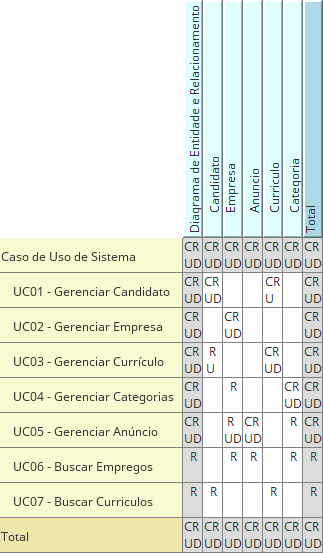 Diagrama de Entidade e Relacionamento
Candidato
Empresa
Anuncio
Curriculo
Categoria
Total
Caso de Uso de Sistema CRUD CRUD CRUD CRUD CRUD CRUD CRUD
UC01 - Gerenciar Candidato CRUD CRUD CRU CRUD
UC02 - Gerenciar Empresa CRUD CRUD CRUD
UC03 - Gerenciar Currículo CRUD RU CRUD CRUD
UC04 - Gerenciar Categorias CRUD R CRUD CRUD
UC05 - Gerenciar Anúncio CRUD RUD CRUD R CRUD
UC06 - Buscar Empregos R R R R R
UC07 - Buscar Curriculos R R R R
Total CRUD CRUD CRUD CRUD CRUD CRUD CRUD